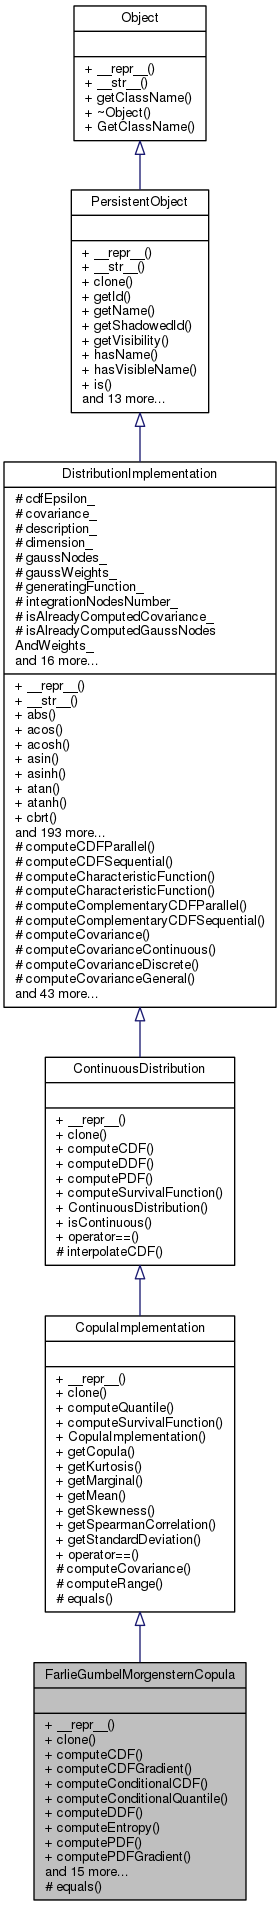 Object
+ __repr__()
+ __str__()
+ getClassName()
+ ~Object()
+ GetClassName()
PersistentObject
+ __repr__()
+ __str__()
+ clone()
+ getId()
+ getName()
+ getShadowedId()
+ getVisibility()
+ hasName()
+ hasVisibleName()
+ is()
and 13 more...
DistributionImplementation
# cdfEpsilon_
# covariance_
# description_
# dimension_
# gaussNodes_
# gaussWeights_
# generatingFunction_
# integrationNodesNumber_
# isAlreadyComputedCovariance_
# isAlreadyComputedGaussNodes
AndWeights_
and 16 more...
+ __repr__()
+ __str__()
+ abs()
+ acos()
+ acosh()
+ asin()
+ asinh()
+ atan()
+ atanh()
+ cbrt()
and 193 more...
# computeCDFParallel()
# computeCDFSequential()
# computeCharacteristicFunction()
# computeCharacteristicFunction()
# computeComplementaryCDFParallel()
# computeComplementaryCDFSequential()
# computeCovariance()
# computeCovarianceContinuous()
# computeCovarianceDiscrete()
# computeCovarianceGeneral()
and 43 more...
ContinuousDistribution
+ __repr__()
+ clone()
+ computeCDF()
+ computeDDF()
+ computePDF()
+ computeSurvivalFunction()
+ ContinuousDistribution()
+ isContinuous()
+ operator==()
# interpolateCDF()
CopulaImplementation
+ __repr__()
+ clone()
+ computeQuantile()
+ computeSurvivalFunction()
+ CopulaImplementation()
+ getCopula()
+ getKurtosis()
+ getMarginal()
+ getMean()
+ getSkewness()
+ getSpearmanCorrelation()
+ getStandardDeviation()
+ operator==()
# computeCovariance()
# computeRange()
# equals()
FarlieGumbelMorgensternCopula
+ __repr__()
+ clone()
+ computeCDF()
+ computeCDFGradient()
+ computeConditionalCDF()
+ computeConditionalQuantile()
+ computeDDF()
+ computeEntropy()
+ computePDF()
+ computePDFGradient()
and 15 more...
# equals()